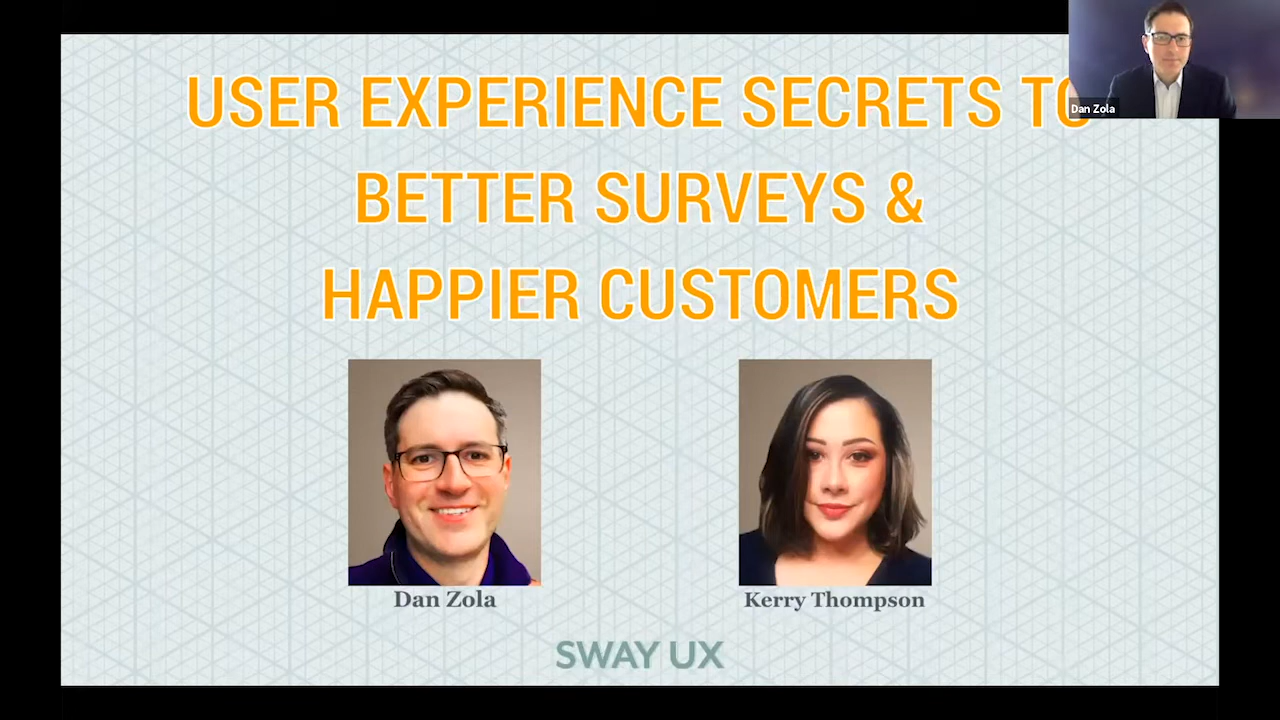 USER EXPERIENCE SECRETS TO
BETTER SURVEYS &
HAPPIER CUSTOMERS
Dan Zola
Dan Zola
Kerry Thompson
SWAY UX